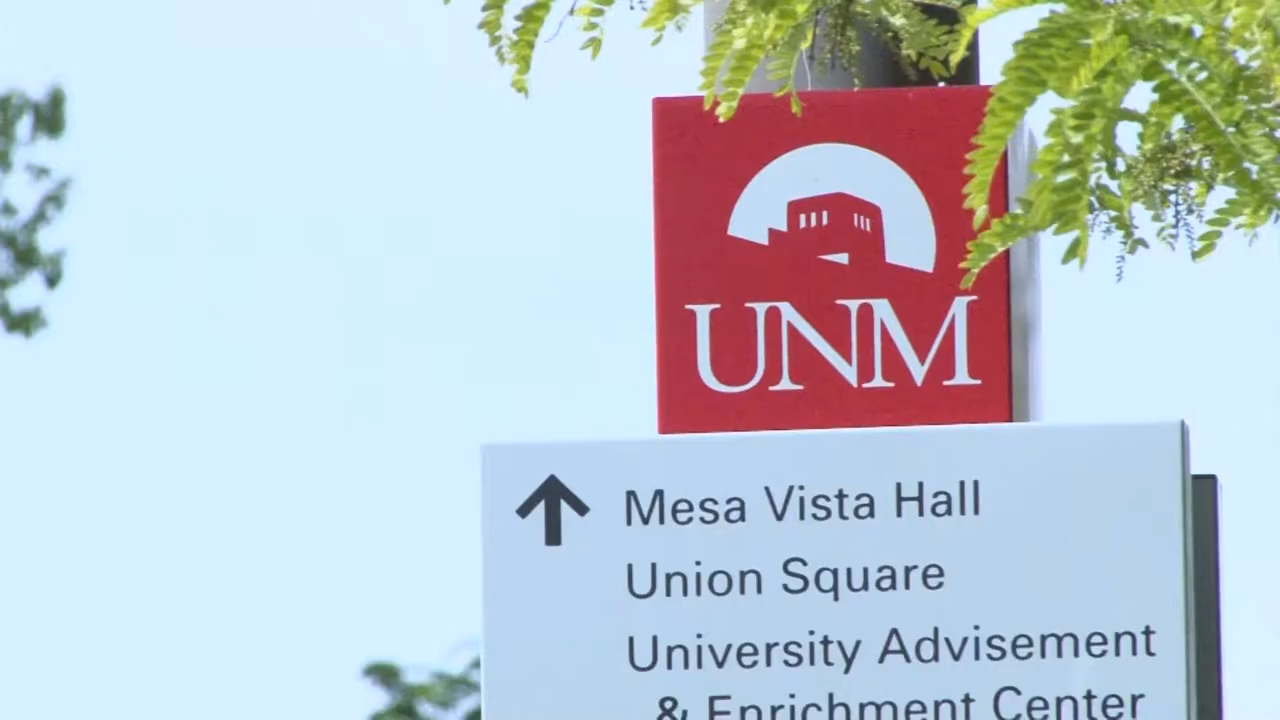 UNM
Mesa Vista Hall
Union Square
University Advisement
& Enrichment Center